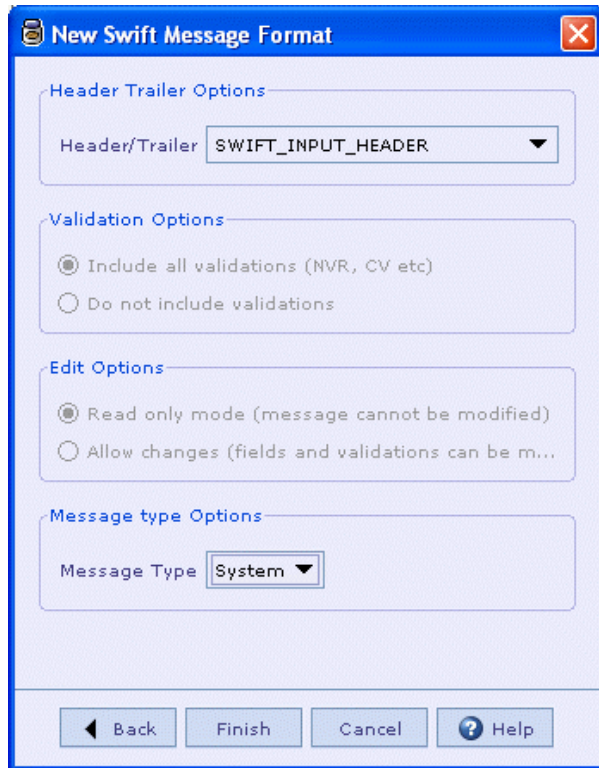 New Swift Message Format
Header Trailer Options
Header/Trailer SWIFT_INPUT_HEADER
Validation Options
Include all validations (NVR, CV etc)
Do not include validations
Edit Options
Read only mode (message cannot be modified)
Allow changes (fields and validations can be m...
Message type Options
Message Type System
Back Finish Cancel Help